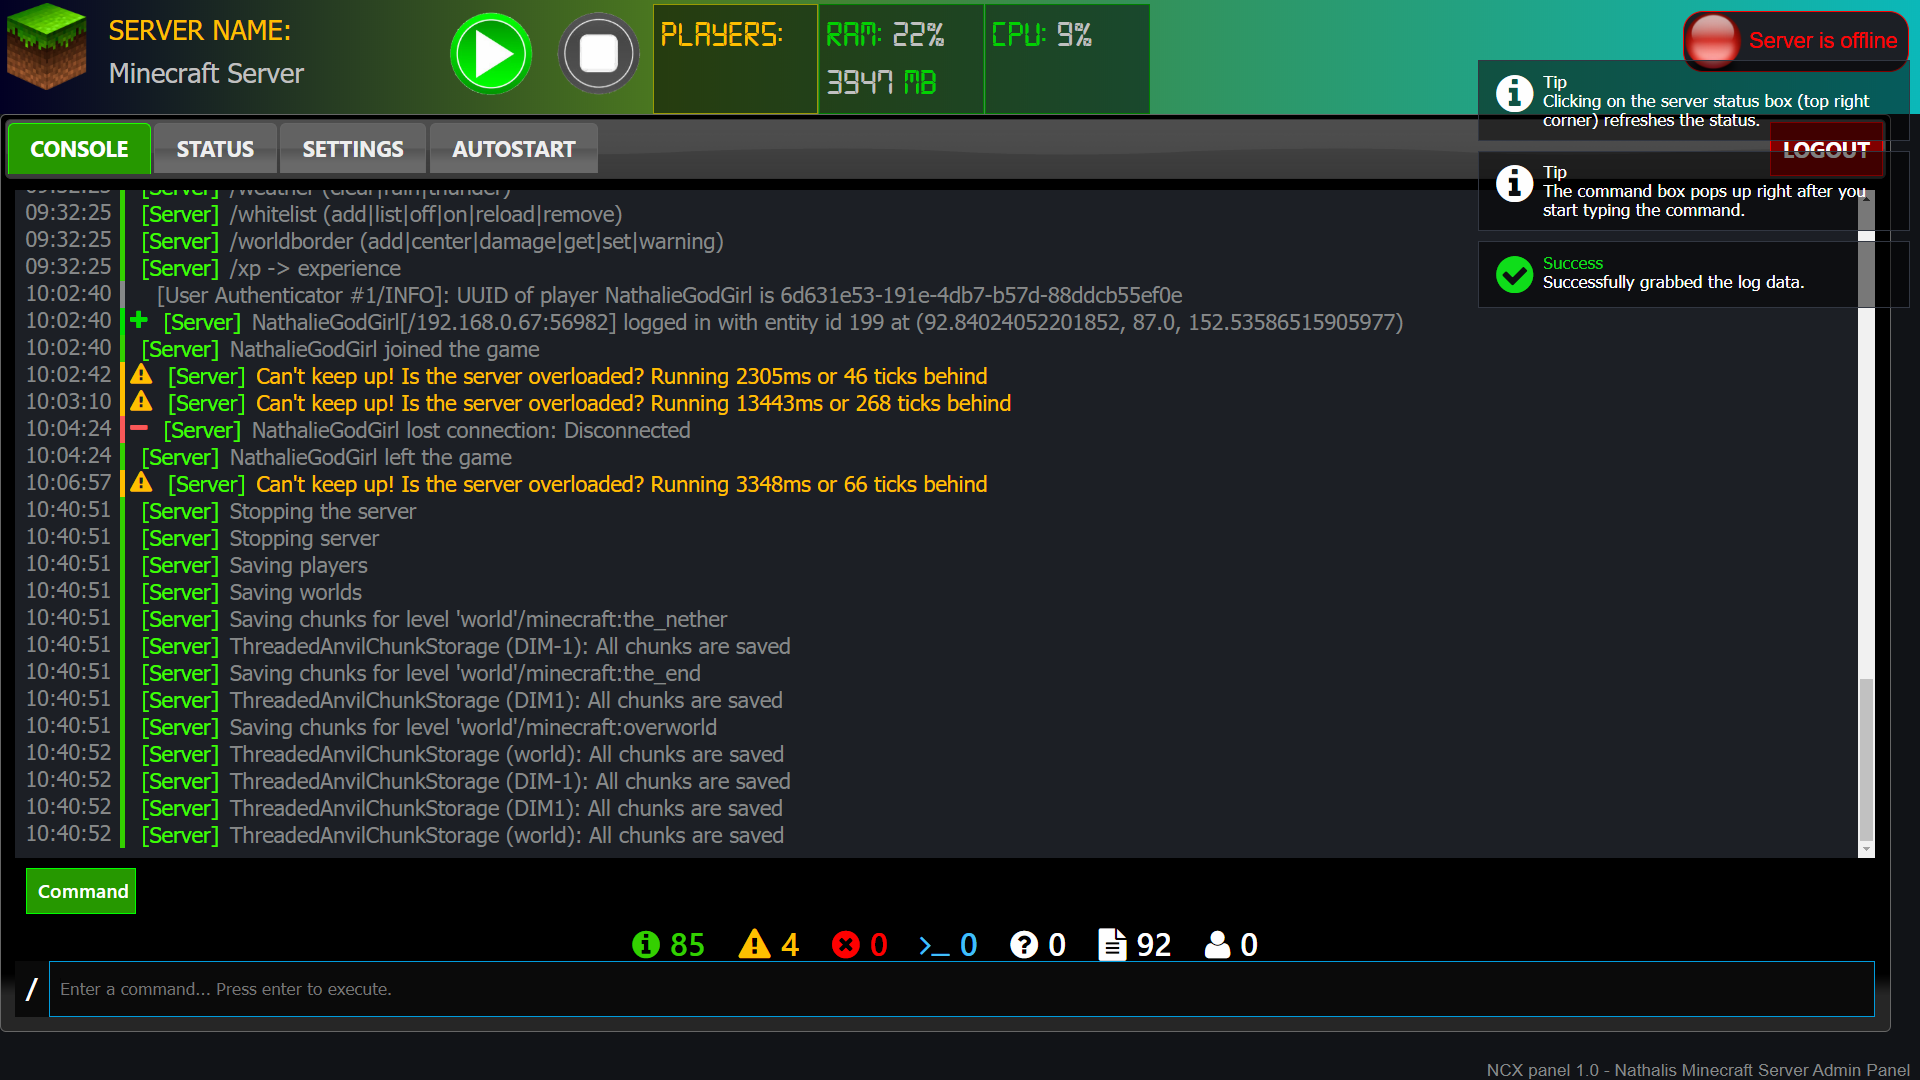 SERVER NAME:
Minecraft Server
PLAYERS:
RAM: 22%
3947 MB
CPU: 9%
Server is offline
Tip
Clicking on the server status box (top right
corner) refreshes the status.
Tip
The command box pops up right after you
start typing the command.
Success
Successfully grabbed the log data.
CONSOLE
STATUS
SETTINGS
AUTOSTART
LOGOUT
09:32:25 [Server] /weather (clear|rain|thunder)
09:32:25 [Server] /whitelist (add|list|off|on|reload|remove)
09:32:25 [Server] /worldborder (add|center|damage|get|set|warning)
09:32:25 [Server] /xp -> experience
10:02:40 [User Authenticator #1/INFO]: UUID of player NathalieGodGirl is 6d631e53-191e-4db7-b57d-88ddcb55ef0e
10:02:40 [Server] NathalieGodGirl[/192.168.0.67:56982] logged in with entity id 199 at (92.84024052201852, 87.0, 152.53586515905977)
10:02:40 [Server] NathalieGodGirl joined the game
10:02:42 [Server] Can't keep up! Is the server overloaded? Running 2305ms or 46 ticks behind
10:03:10 [Server] Can't keep up! Is the server overloaded? Running 13443ms or 268 ticks behind
10:04:24 [Server] NathalieGodGirl lost connection: Disconnected
10:04:24 [Server] NathalieGodGirl left the game
10:06:57 [Server] Can't keep up! Is the server overloaded? Running 3348ms or 66 ticks behind
10:40:51 [Server] Stopping the server
10:40:51 [Server] Stopping server
10:40:51 [Server] Saving players
10:40:51 [Server] Saving worlds
10:40:51 [Server] Saving chunks for level 'world'/minecraft:the_nether
10:40:51 [Server] ThreadedAnvilChunkStorage (DIM-1): All chunks are saved
10:40:51 [Server] Saving chunks for level 'world'/minecraft:the_end
10:40:51 [Server] ThreadedAnvilChunkStorage (DIM1): All chunks are saved
10:40:51 [Server] Saving chunks for level 'world'/minecraft:overworld
10:40:52 [Server] ThreadedAnvilChunkStorage (world): All chunks are saved
10:40:52 [Server] ThreadedAnvilChunkStorage (DIM-1): All chunks are saved
10:40:52 [Server] ThreadedAnvilChunkStorage (DIM1): All chunks are saved
10:40:52 [Server] ThreadedAnvilChunkStorage (world): All chunks are saved
Command
85 4 0 0 0 92 0
/ Enter a command... Press enter to execute.
NCX panel 1.0 - Nathalis Minecraft Server Admin Panel